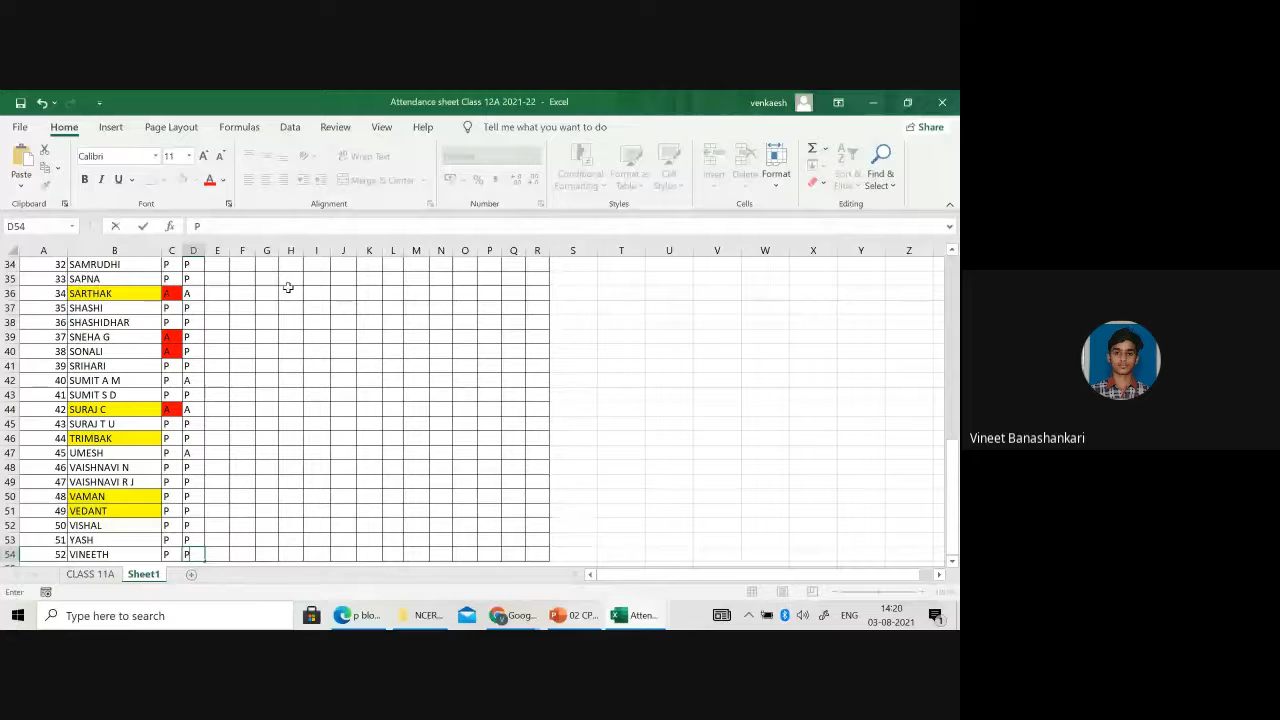 Attendance sheet Class 12A 2021-22 - Excel
venkaesh
File Home Insert Page Layout Formulas Data Review View Help Tell me what you want to do Share
Calibri 11 Wrap Text
Paste B I U A Merge & Center % Conditional Formatting Format as Table Cell Styles Insert Delete Format Sort & Filter Find & Select
Clipboard Font Alignment Number Styles Cells Editing
D54 fx P
A B C D E F G H I J K L M N O P Q R S T U V W X Y Z
34 32 SAMRUDHI P P
35 33 SAPNA P P
36 34 SARTHAK A A
37 35 SHASHI P P
38 36 SHASHIDHAR P P
39 37 SNEHA G A P
40 38 SONALI A P
41 39 SRIHARI P P
42 40 SUMIT A M P A
43 41 SUMIT S D P P
44 42 SURAJ C A A
45 43 SURAJ T U P P
46 44 TRIMBAK P P
47 45 UMESH P A
48 46 VAISHNAVI N P P
49 47 VAISHNAVI R J P P
50 48 VAMAN P P
51 49 VEDANT P P
52 50 VISHAL P P
53 51 YASH P P
54 52 VINEETH P P
CLASS 11A Sheet1
Enter
Type here to search p blo... NCER... Goog... 02 CP... Atten... ENG 14:20
03-08-2021
Vineet Banashankari